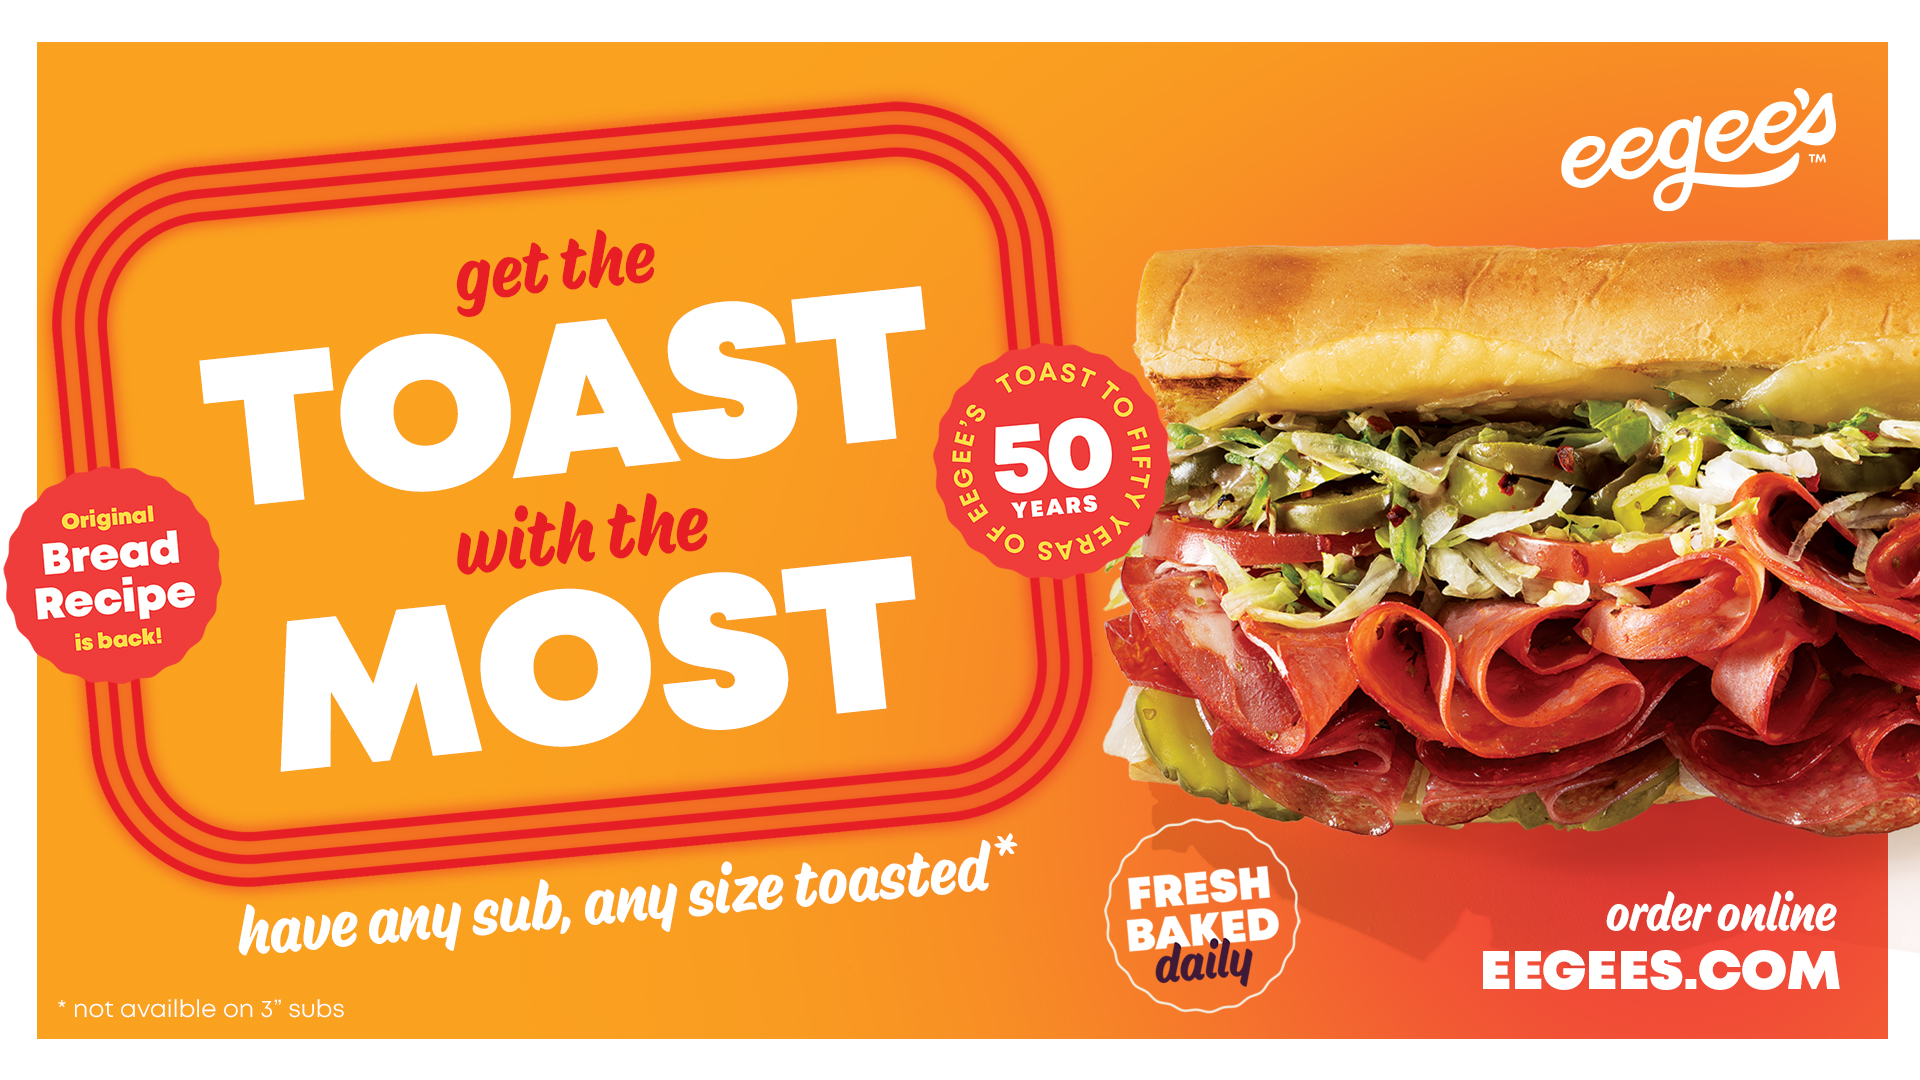 eegee's™
get the
TOAST
with the
MOST
Original
Bread
Recipe
is back!
TOAST TO FIFTY YERAS OF EEGEE'S
50
YEARS
have any sub, any size toasted*
FRESH
BAKED
daily
order online
EEGEES.COM
* not availble on 3” subs